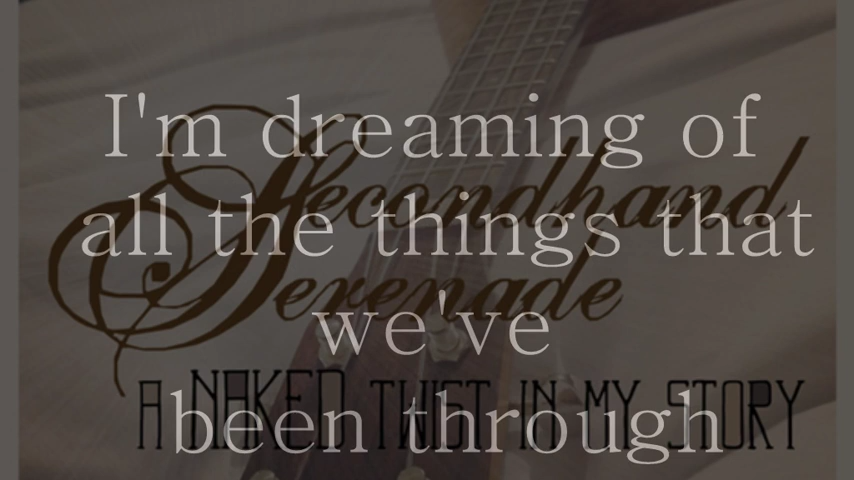 I'm dreaming of
all the things that
we've
been through
Secondhand
Serenade
A NAKED TWIST IN MY STORY